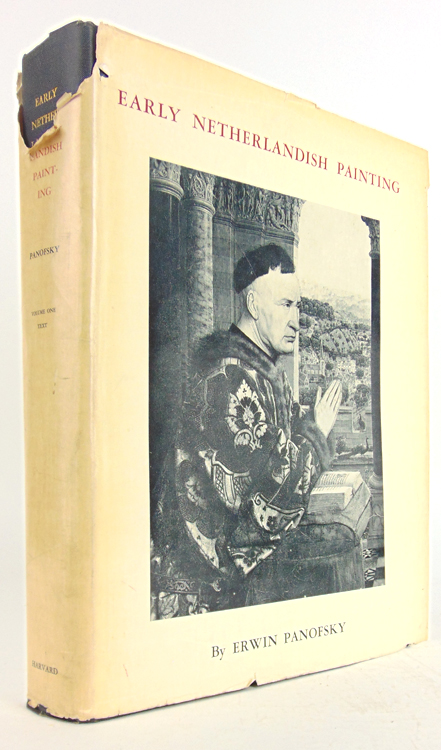 EARLY
NETHER
LANDISH
PAINT-
ING
PANOFSKY
VOLUME ONE
TEXT
HARVARD
EARLY NETHERLANDISH PAINTING
By ERWIN PANOFSKY